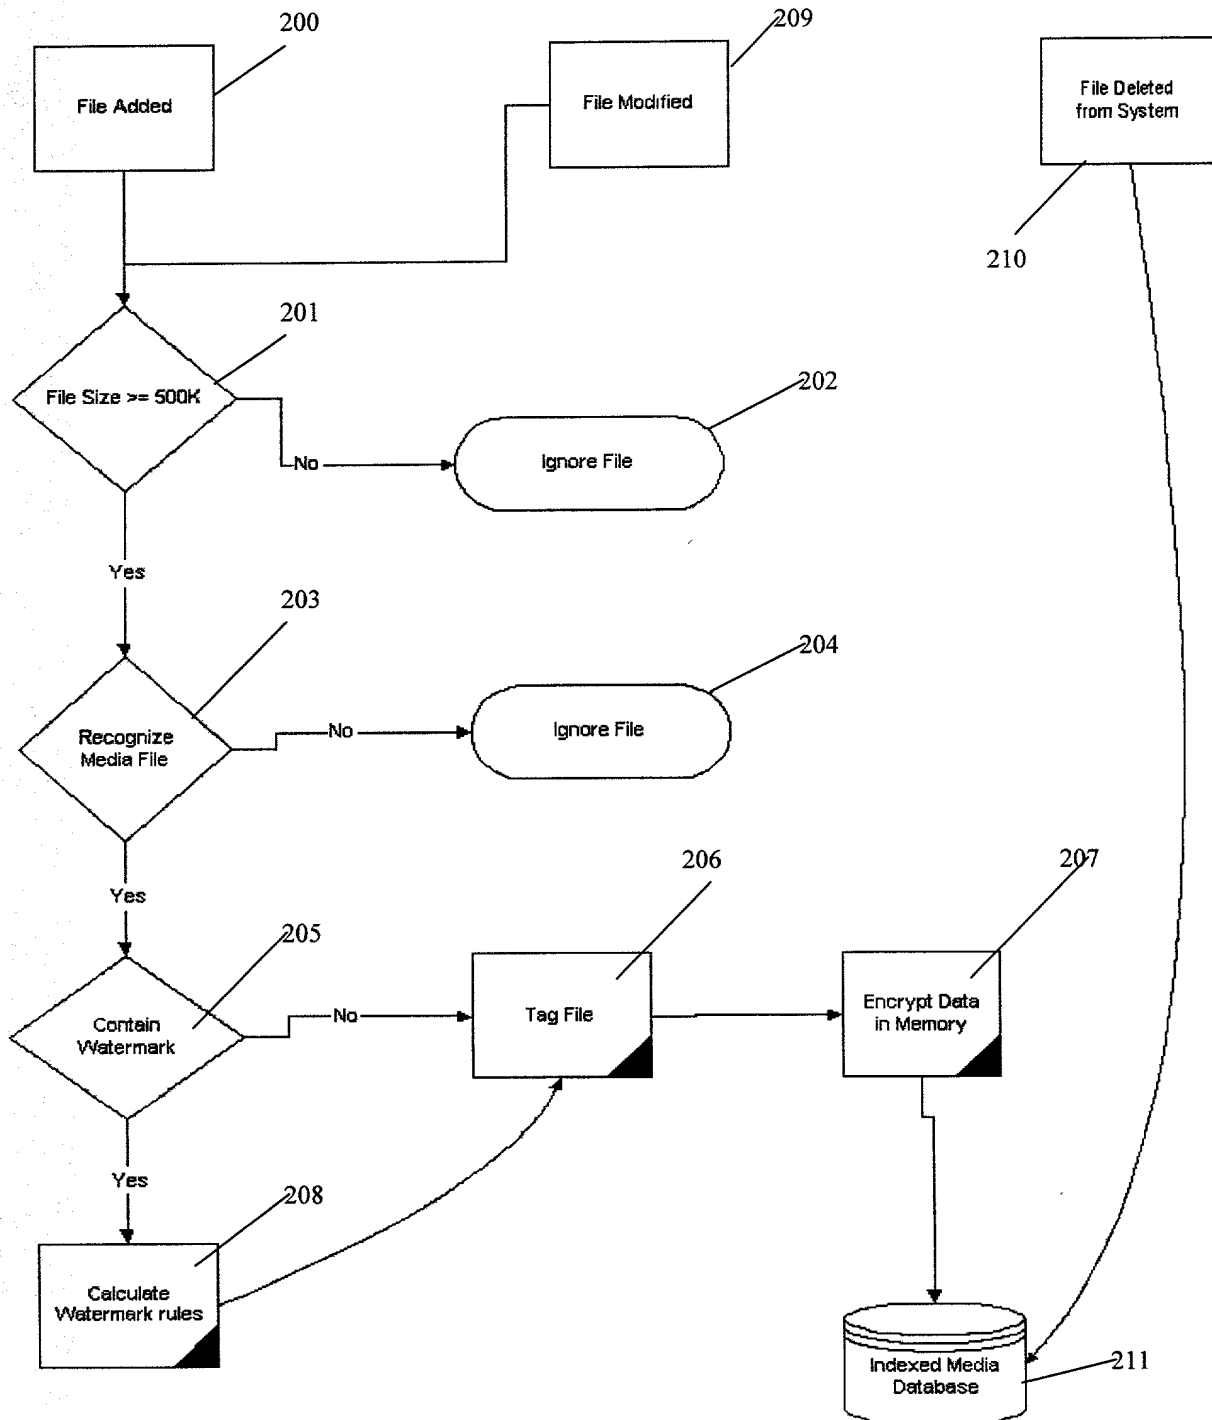 200
209
File Added
File Modified
File Deleted
from System
210
201
File Size >= 500K
202
No
Ignore File
Yes
203
204
Recognize
Media File
No
Ignore File
Yes
205
206
207
Contain
Watermark
No
Tag File
Encrypt Data
in Memory
Yes
208
Calculate
Watermark rules
Indexed Media
Database
211